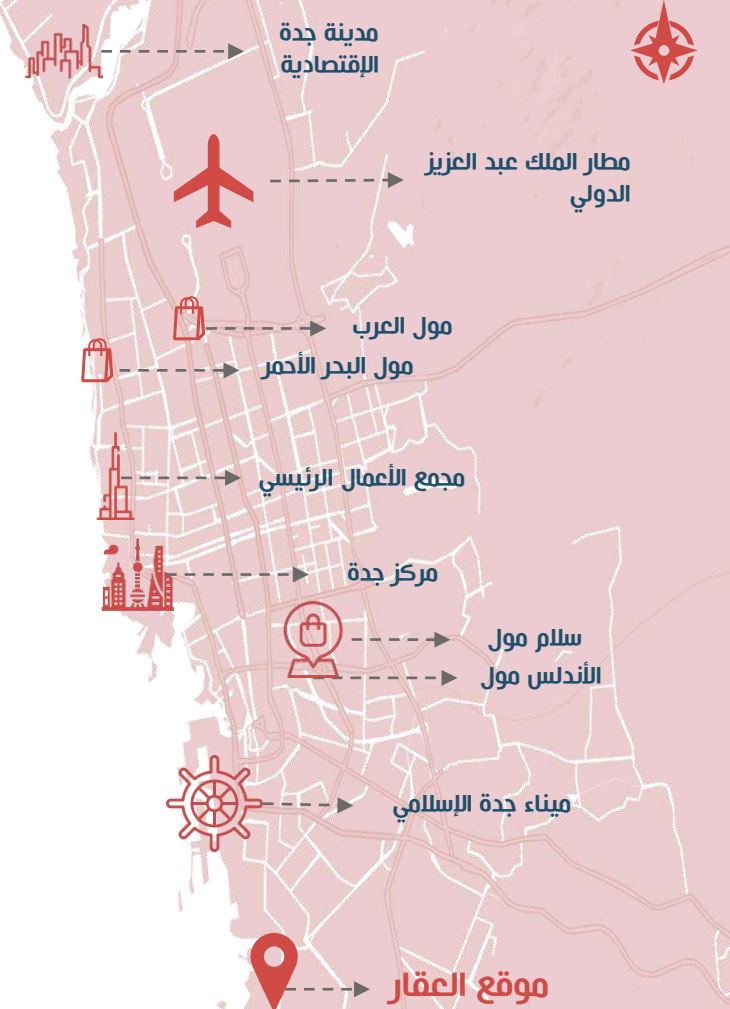 مدينة جدة
الإقتصادية
مطار الملك عبد العزيز
الدولي
مول العرب
مول البحر الأحمر
مجمع الأعمال الرئيسي
مركز جدة
سلام مول
الأندلس مول
ميناء جدة الإسلامي
موقع العقار